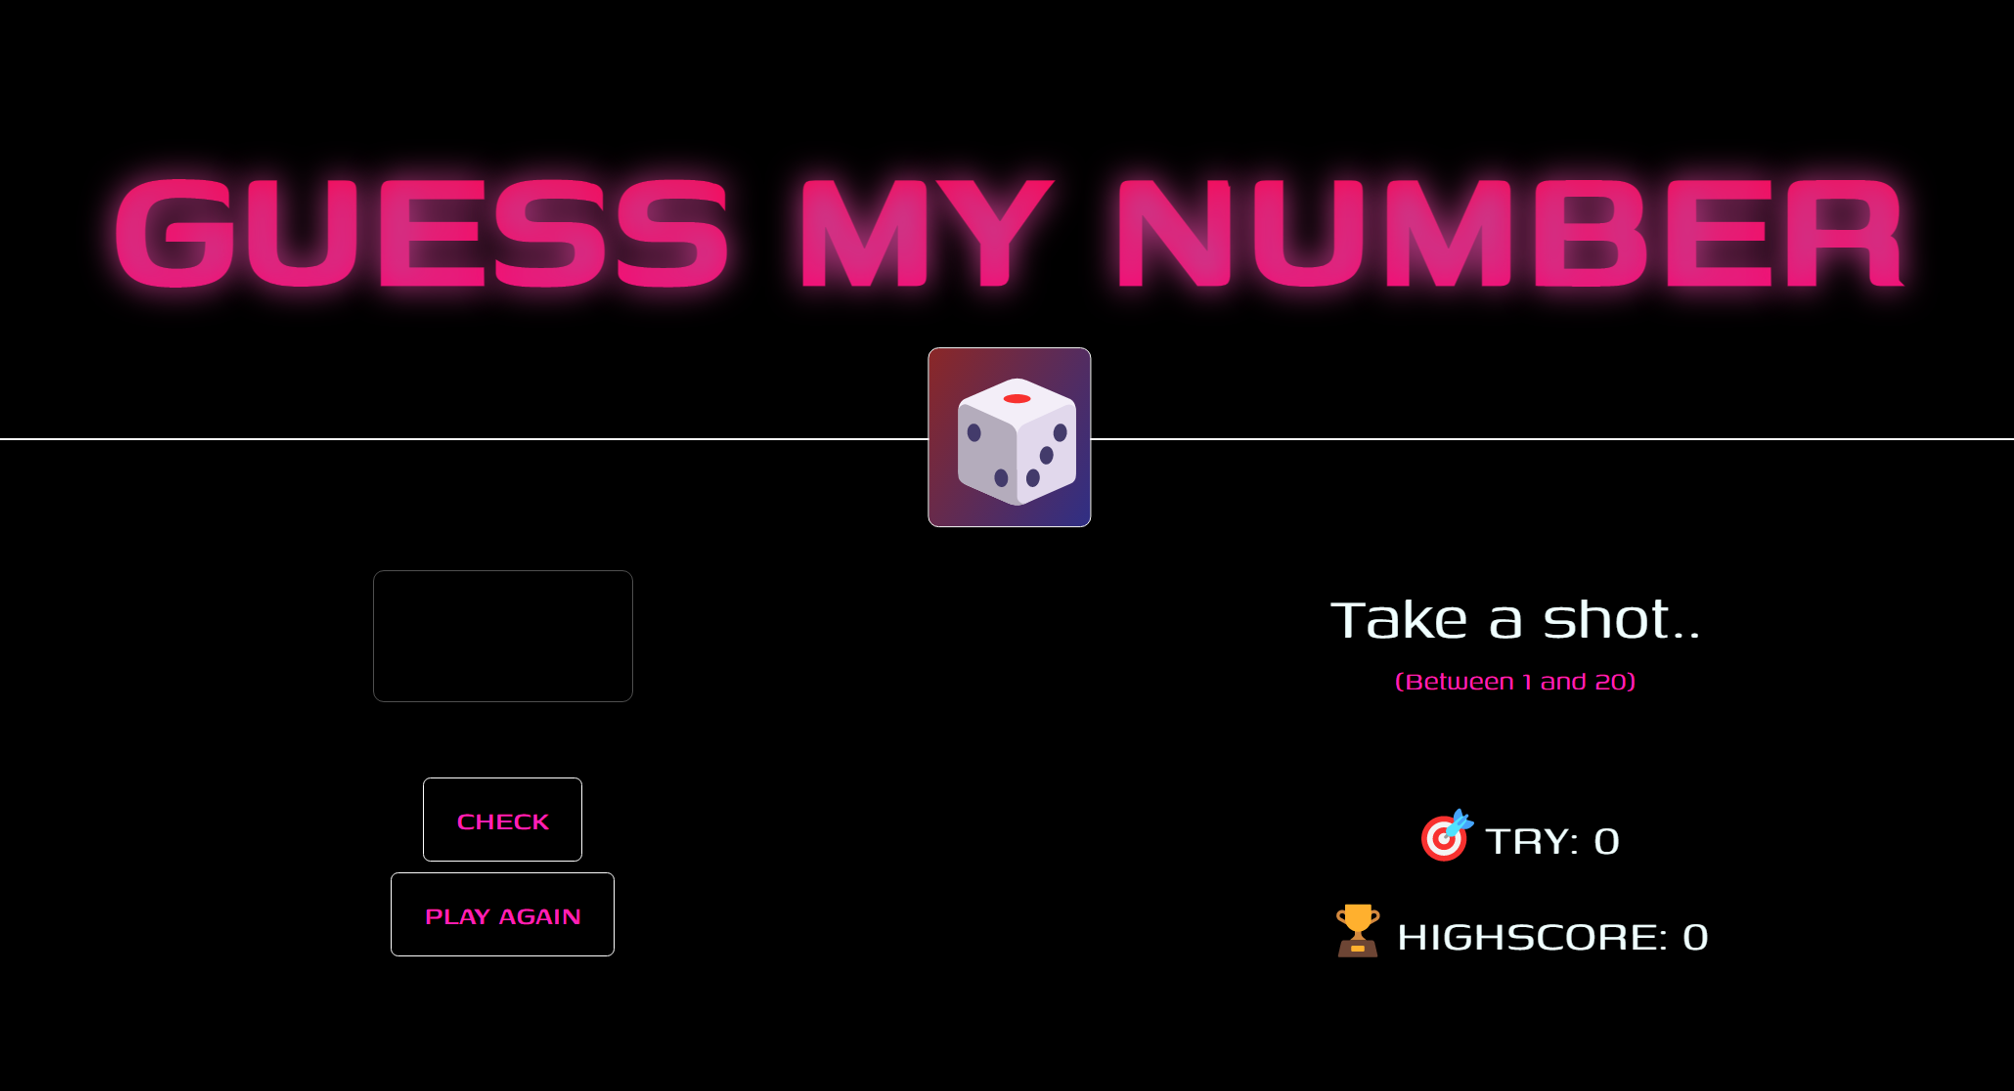 GUESS MY NUMBER
Take a shot..
(Between 1 and 20)
CHECK
PLAY AGAIN
TRY: 0
HIGHSCORE: 0